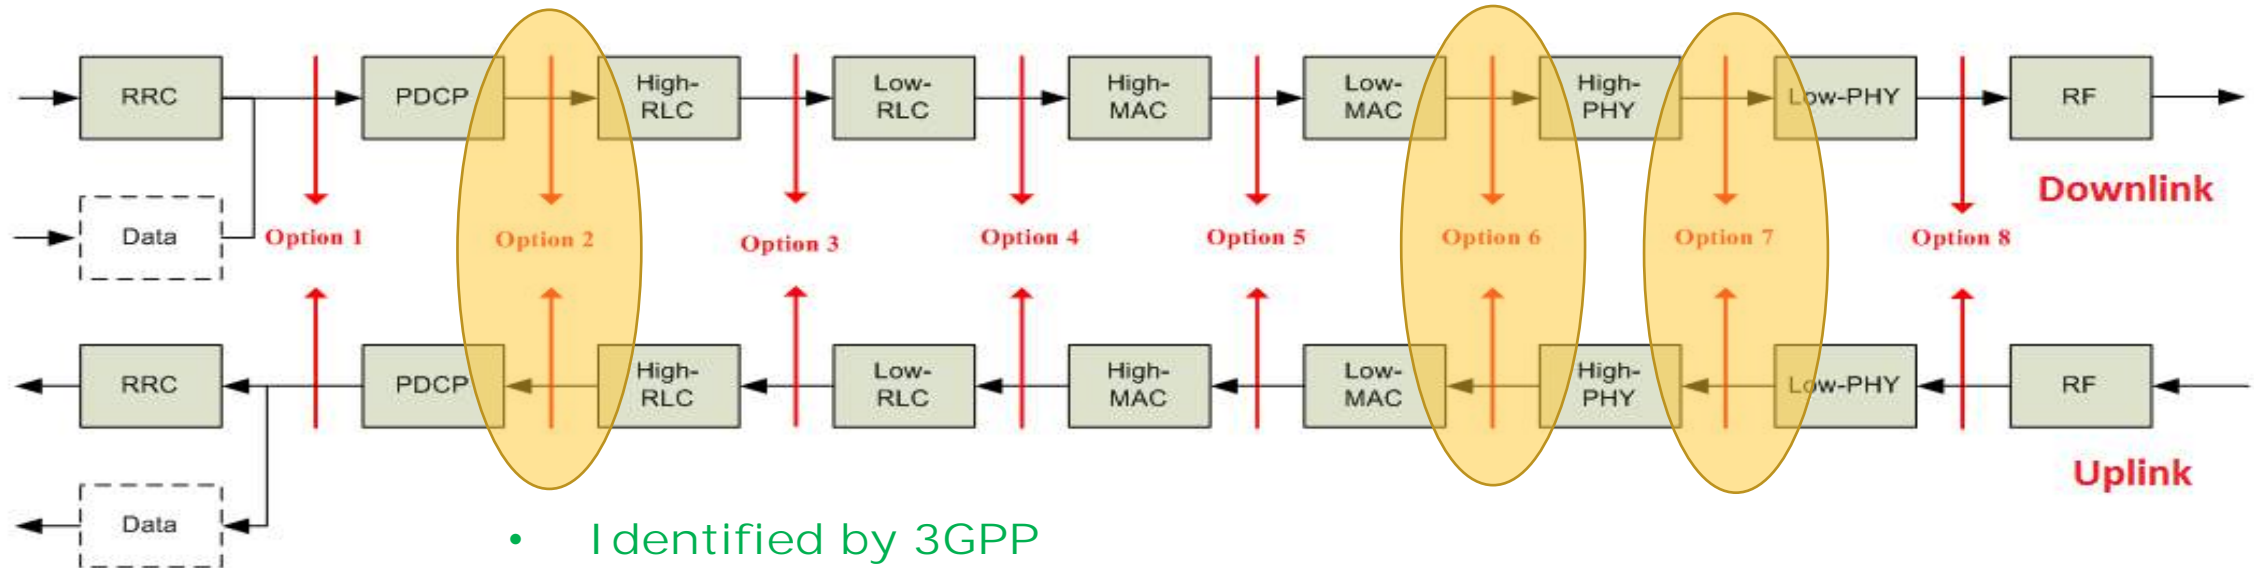 RRC
PDCP
High-
RLC
Low-
RLC
High-
MAC
Low-
MAC
High-
PHY
Low-PHY
RF
Downlink
Data
Option 1
Option 2
Option 3
Option 4
Option 5
Option 6
Option 7
Option 8
RRC
PDCP
High-
RLC
Low-
RLC
High-
MAC
Low-
MAC
High-
PHY
Low-PHY
RF
Uplink
Data
• Identified by 3GPP